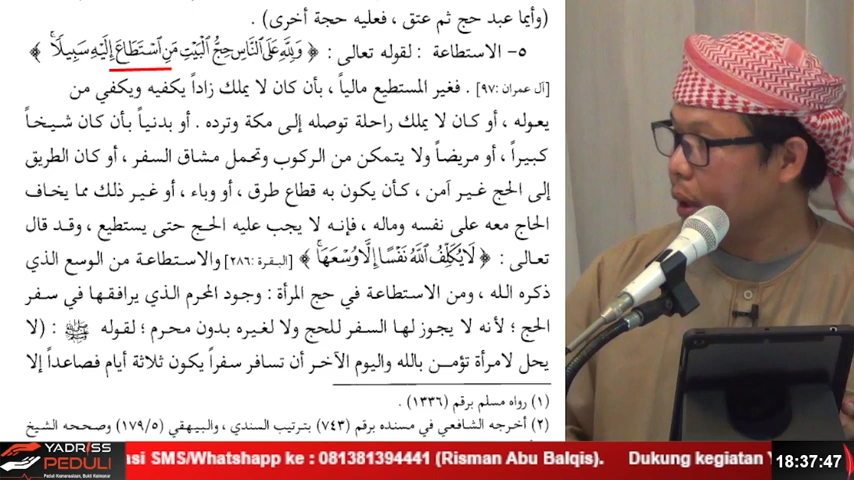 (وأيما عبد حج ثم عتق ، فعليه حجة أخرى) .
٥- الاستطاعة : لقوله تعالى : ﴿ وَلِلَّهِ عَلَى النَّاسِ حِجُّ الْبَيْتِ مَنِ اسْتَطَاعَ إِلَيْهِ سَبِيلًا ﴾
[آل عمران :٩٧] . فغير المستطيع مالياً ، بأن كان لا يملك زاداً يكفيه ويكفي من
يعوله ، أو كان لا يملك راحلة توصله إلى مكة وترده . أو بدنياً بأن كان شيخاً
كبيراً ، أو مريضاً ولا يتمكن من الركوب وتحمل مشاق السفر ، أو كان الطريق
إلى الحج غير آمن ، كأن يكون به قطاع طرق ، أو وباء ، أو غير ذلك مما يخاف
الحاج معه على نفسه وماله ، فإنه لا يجب عليه الحج حتى يستطيع ، وقد قال
تعالى : ﴿ لَا يُكَلِّفُ اللَّهُ نَفْسًا إِلَّا وُسْعَهَا ﴾ [البقرة :٢٨٦] والاستطاعة من الوسع الذي
ذكره الله ، ومن الاستطاعة في حج المرأة : وجود المحرم الذي يرافقها في سفر
الحج ؛ لأنه لا يجوز لها السفر للحج ولا لغيره بدون محرم ؛ لقوله ﷺ : (لا
يحل لامرأة تؤمن بالله واليوم الآخر أن تسافر سفراً يكون ثلاثة أيام فصاعداً إلا
(١) رواه مسلم برقم (١٣٣٦) .
(٢) أخرجه الشافعي في مسنده برقم (٧٤٣) بترتيب السندي ، والبيهقي (١٧٩/٥) وصححه الشيخ
YADRISS
PEDULI
asi SMS/Whatshapp ke : 081381394441 (Risman Abu Balqis). Dukung kegiatan Y
18:37:47